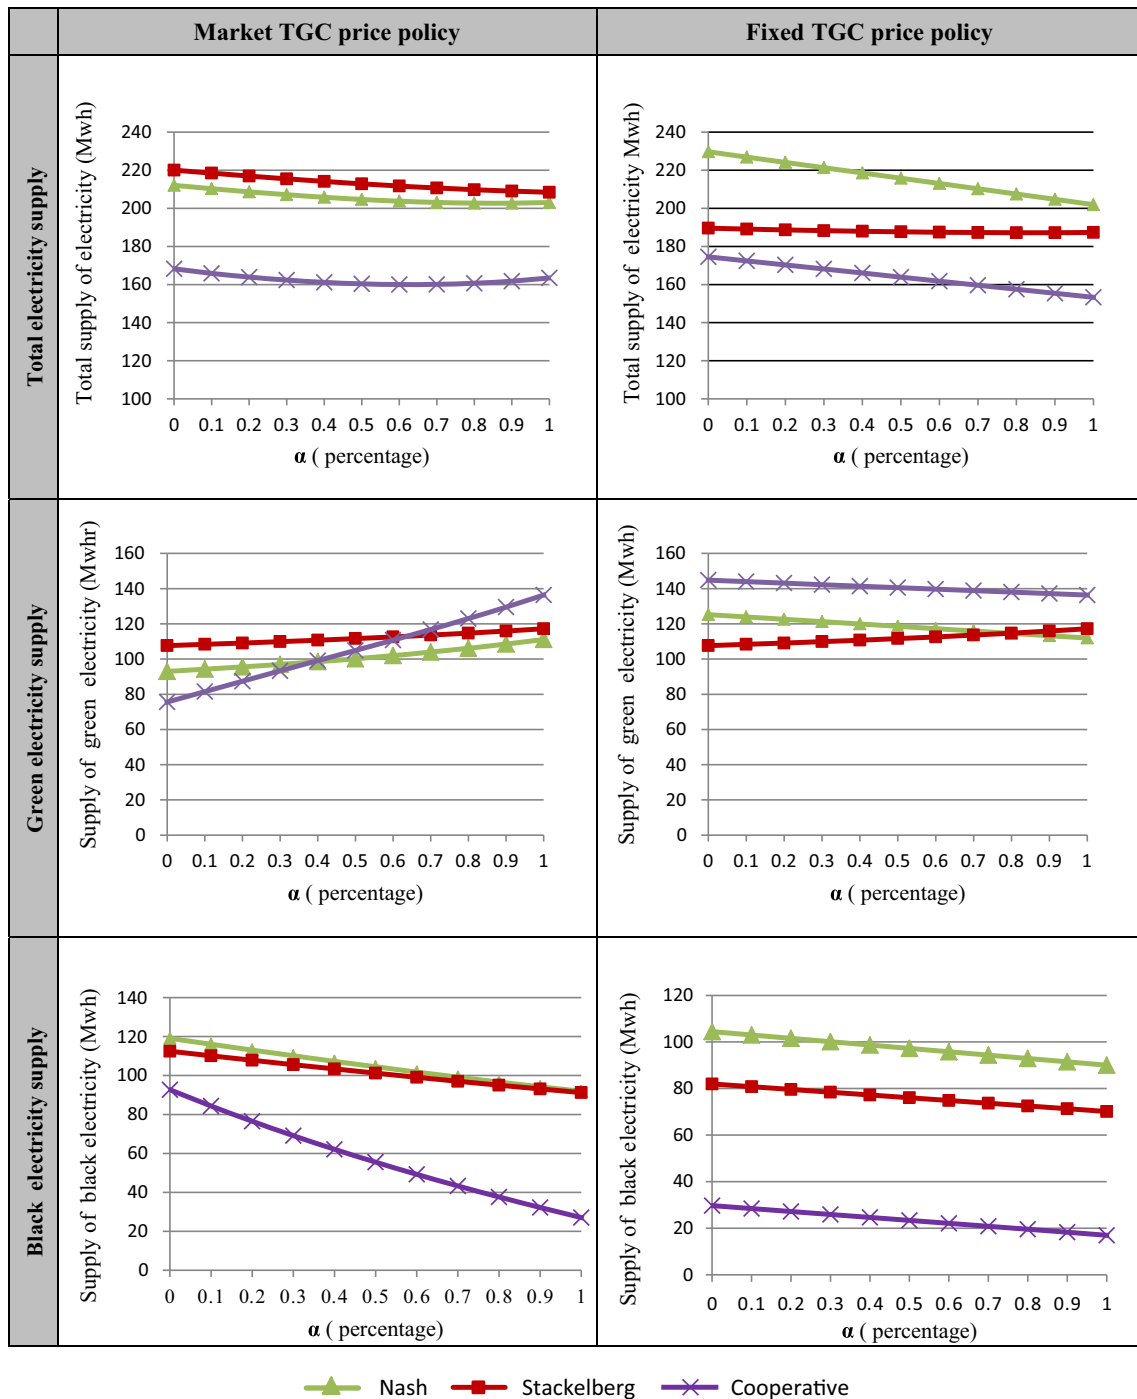 Market TGC price policy
Fixed TGC price policy
Total electricity supply
Total supply of electricity (Mwh)
240
220
200
180
160
140
120
100
0 0.1 0.2 0.3 0.4 0.5 0.6 0.7 0.8 0.9 1
α ( percentage)
Total supply of electricity Mwh)
240
220
200
180
160
140
120
100
0 0.1 0.2 0.3 0.4 0.5 0.6 0.7 0.8 0.9 1
α ( percentage)
Green electricity supply
Supply of green electricity (Mwhr)
160
140
120
100
80
60
40
20
0
0 0.1 0.2 0.3 0.4 0.5 0.6 0.7 0.8 0.9 1
α ( percentage)
Supply of green electricity (Mwh)
160
140
120
100
80
60
40
20
0
0 0.1 0.2 0.3 0.4 0.5 0.6 0.7 0.8 0.9 1
α ( percentage)
Black electricity supply
Supply of black electricity (Mwh)
140
120
100
80
60
40
20
0
0 0.1 0.2 0.3 0.4 0.5 0.6 0.7 0.8 0.9 1
α ( percentage)
Supply of black electricity (Mwh)
120
100
80
60
40
20
0
0 0.1 0.2 0.3 0.4 0.5 0.6 0.7 0.8 0.9 1
α ( percentage)
Nash Stackelberg Cooperative